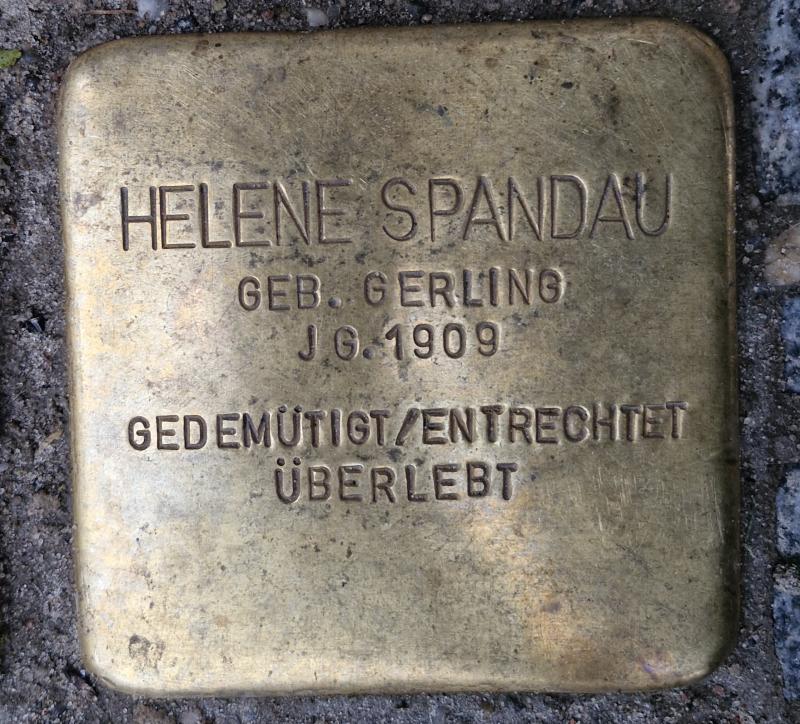 HELENE SPANDAU
GEB. GERLING
JG. 1909
GEDEMÜTIGT/ENTRECHTET
ÜBERLEBT